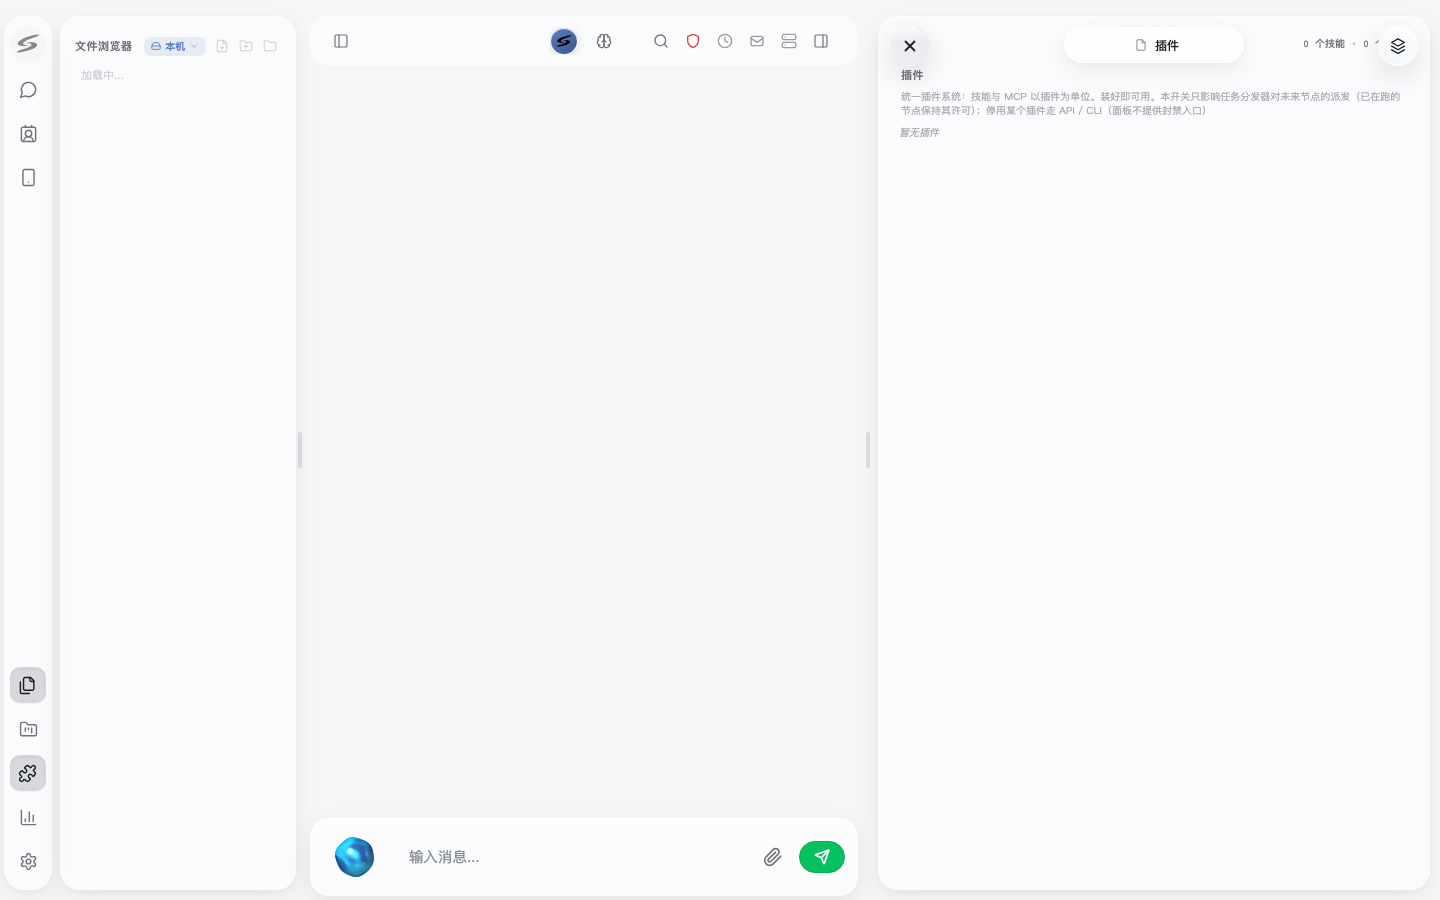 文件浏览器
本机
加载中...
输入消息...
插件
0 个技能 · 0
插件
统一插件系统：技能与 MCP 以插件为单位。装好即可用。本开关只影响任务分发器对未来节点的派发（已在跑的
节点保持其许可）；停用某个插件走 API / CLI（面板不提供封禁入口）
暂无插件